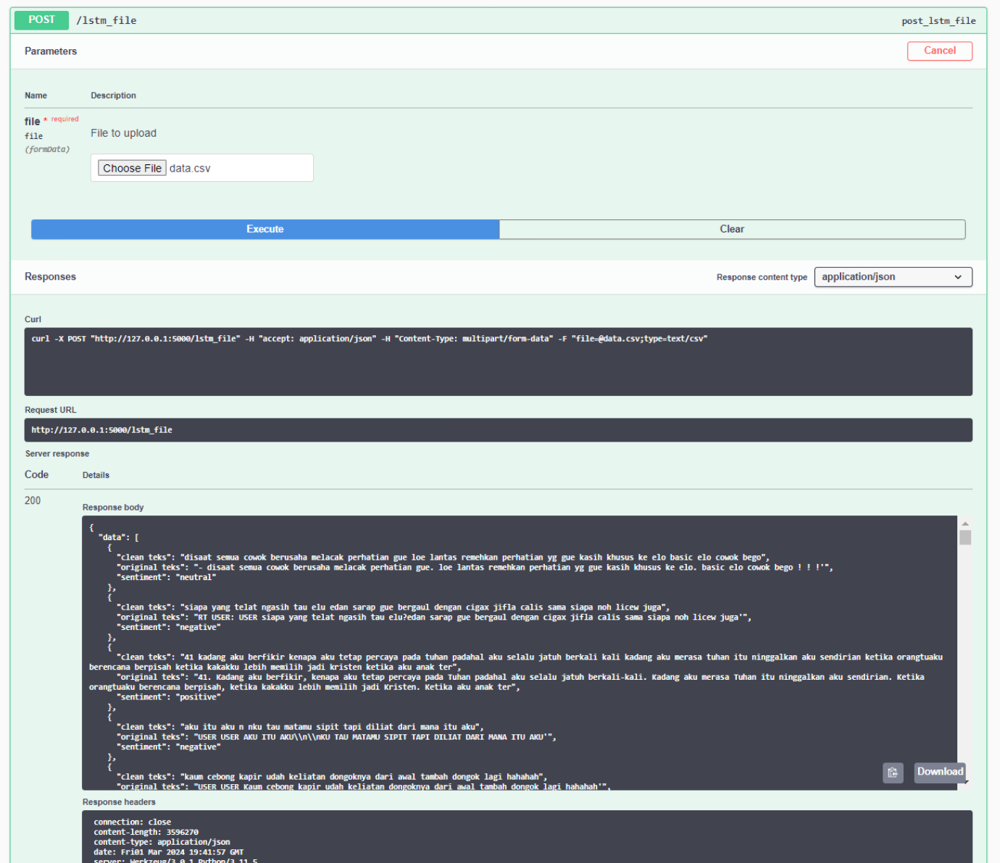 POST /lstm_file post_lstm_file
Parameters Cancel
Name Description
file * required
file
(formData)
File to upload
Choose File data.csv
Execute Clear
Responses Response content type application/json
Curl
curl -X POST "http://127.0.0.1:5000/lstm_file" -H "accept: application/json" -H "Content-Type: multipart/form-data" -F "file=@data.csv;type=text/csv"
Request URL
http://127.0.0.1:5000/lstm_file
Server response
Code Details
200
Response body
{
"data": [
{
"clean teks": "disaat semua cowok berusaha melacak perhatian gue loe lantas remehkan perhatian yg gue kasih khusus ke elo basic elo cowok bego",
"original teks": "- disaat semua cowok berusaha melacak perhatian gue. loe lantas remehkan perhatian yg gue kasih khusus ke elo. basic elo cowok bego ! ! !'",
"sentiment": "neutral"
},
{
"clean teks": "siapa yang telat ngasih tau elu edan sarap gue bergaul dengan cigax jifla calis sama siapa noh licew juga",
"original teks": "RT USER: USER siapa yang telat ngasih tau elu?edan sarap gue bergaul dengan cigax jifla calis sama siapa noh licew juga'",
"sentiment": "negative"
},
{
"clean teks": "41 kadang aku berfikir kenapa aku tetap percaya pada tuhan padahal aku selalu jatuh berkali kali kadang aku merasa tuhan itu ninggalkan aku sendirian ketika orangtuaku
berencana berpisah ketika kakakku lebih memilih jadi kristen ketika aku anak ter",
"original teks": "41. Kadang aku berfikir, kenapa aku tetap percaya pada Tuhan padahal aku selalu jatuh berkali-kali. Kadang aku merasa Tuhan itu ninggalkan aku sendirian. Ketika
orangtuaku berencana berpisah, ketika kakakku lebih memilih jadi Kristen. Ketika aku anak ter",
"sentiment": "positive"
},
{
"clean teks": "aku itu aku n nku tau matamu sipit tapi diliat dari mana itu aku",
"original teks": "USER USER AKU ITU AKU\\n\\nKU TAU MATAMU SIPIT TAPI DILIAT DARI MANA ITU AKU'",
"sentiment": "negative"
},
{
"clean teks": "kaum cebong kapir udah keliatan dongoknya dari awal tambah dongok lagi hahahah",
"original teks": "USER USER Kaum cebong kapir udah keliatan dongoknya dari awal tambah dongok lagi hahahah'",
Download
Response headers
connection: close
content-length: 3596270
content-type: application/json
date: Fri01 Mar 2024 19:41:57 GMT
server: Werkzeug/3.0.1 Python/3.11.5